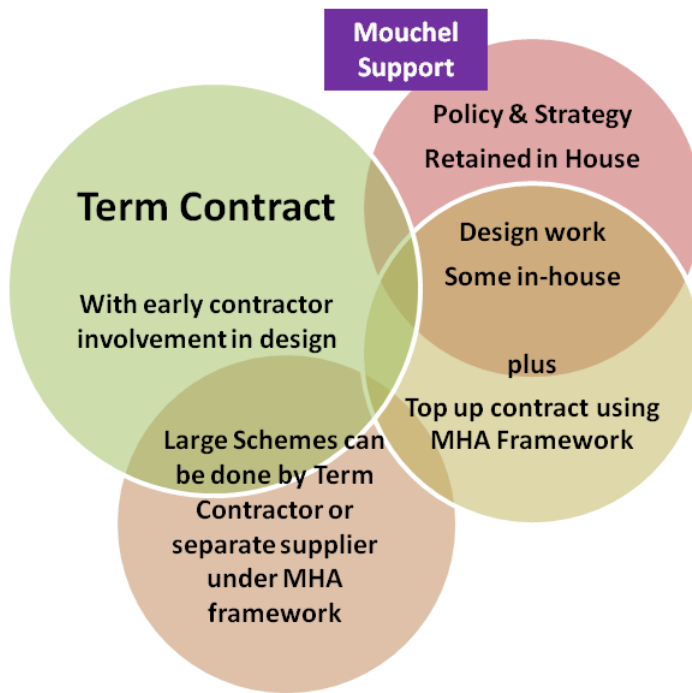 Mouchel
Support
Policy & Strategy
Retained in House
Term Contract
Design work
Some in-house
With early contractor
involvement in design
plus
Top up contract using
MHA Framework
Large Schemes can
be done by Term
Contractor or
separate supplier
under MHA
framework